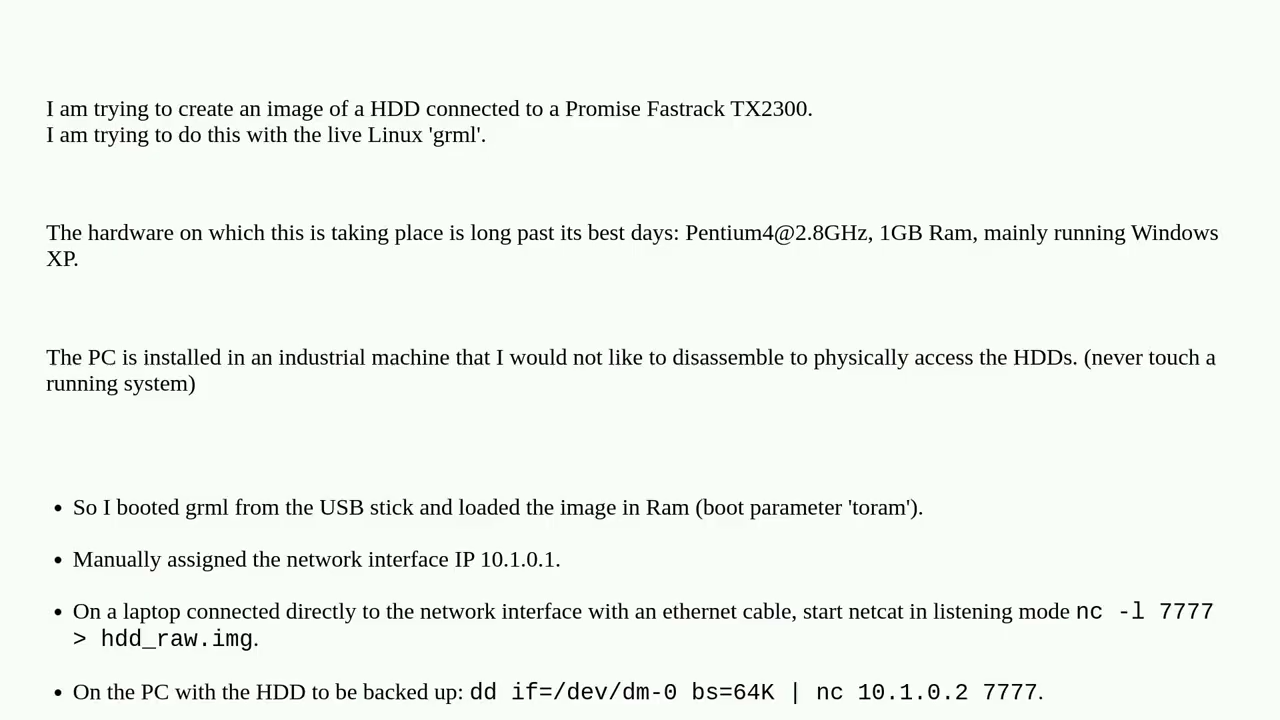 I am trying to create an image of a HDD connected to a Promise Fastrack TX2300.
I am trying to do this with the live Linux 'grml'.
The hardware on which this is taking place is long past its best days: Pentium4@2.8GHz, 1GB Ram, mainly running Windows
XP.
The PC is installed in an industrial machine that I would not like to disassemble to physically access the HDDs. (never touch a
running system)
• So I booted grml from the USB stick and loaded the image in Ram (boot parameter 'toram').
• Manually assigned the network interface IP 10.1.0.1.
• On a laptop connected directly to the network interface with an ethernet cable, start netcat in listening mode nc -l 7777
> hdd_raw.img.
• On the PC with the HDD to be backed up: dd if=/dev/dm-0 bs=64K | nc 10.1.0.2 7777.